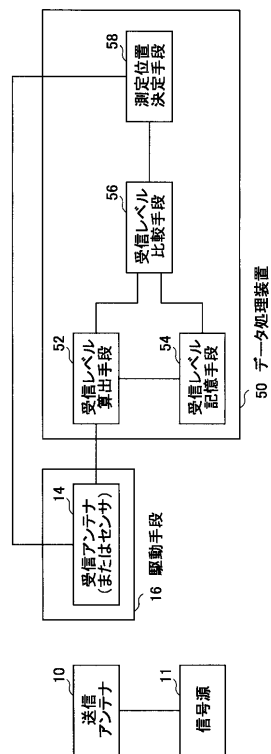 10
送信
アンテナ
11
信号源
14
受信アンテナ
(またはセンサ)
16 駆動手段
52
受信レベル
算出手段
54
受信レベル
記憶手段
56
受信レベル
比較手段
58
測定位置
決定手段
50 データ処理装置